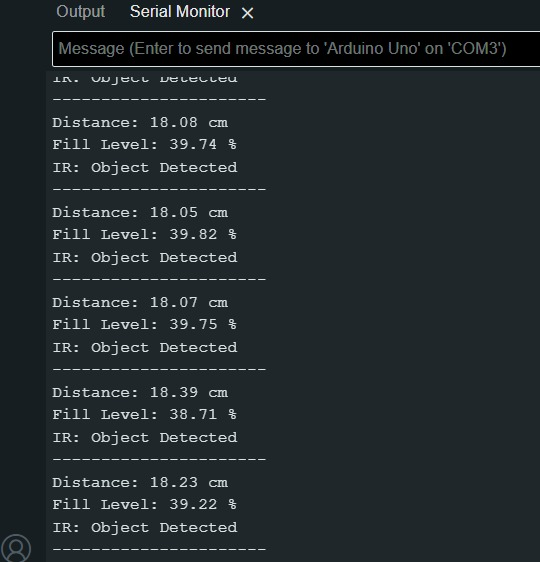 Output
Serial Monitor ×
Message (Enter to send message to 'Arduino Uno' on 'COM3')
IR: Object Detected
----------------------
Distance: 18.08 cm
Fill Level: 39.74 %
IR: Object Detected
----------------------
Distance: 18.05 cm
Fill Level: 39.82 %
IR: Object Detected
----------------------
Distance: 18.07 cm
Fill Level: 39.75 %
IR: Object Detected
----------------------
Distance: 18.39 cm
Fill Level: 38.71 %
IR: Object Detected
----------------------
Distance: 18.23 cm
Fill Level: 39.22 %
IR: Object Detected
----------------------